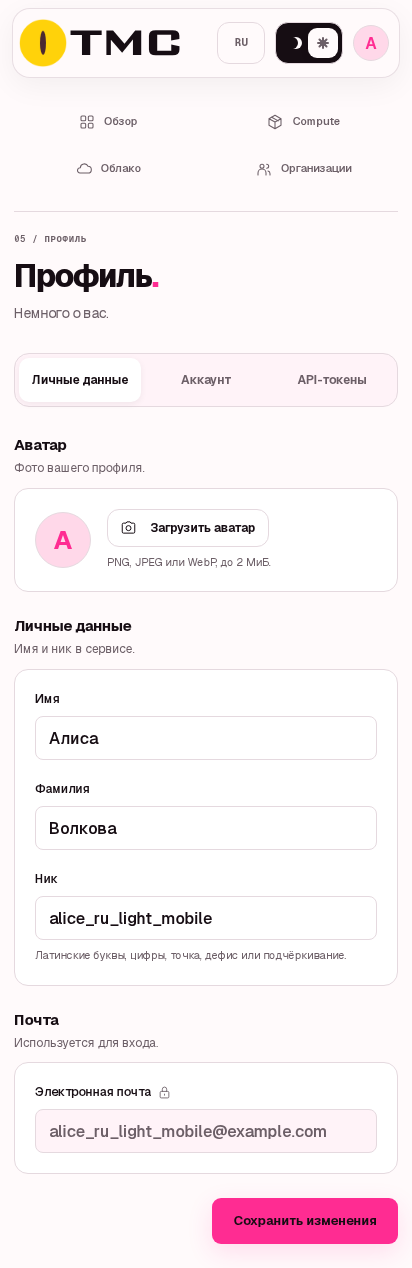 TMC
RU
A
Обзор
Compute
Облако
Организации
05 / ПРОФИЛЬ
Профиль.
Немного о вас.
Личные данные
Аккаунт
API-токены
Аватар
Фото вашего профиля.
A
Загрузить аватар
PNG, JPEG или WebP, до 2 МиБ.
Личные данные
Имя и ник в сервисе.
Имя
Алиса
Фамилия
Волкова
Ник
alice_ru_light_mobile
Латинские буквы, цифры, точка, дефис или подчёркивание.
Почта
Используется для входа.
Электронная почта
alice_ru_light_mobile@example.com
Сохранить изменения